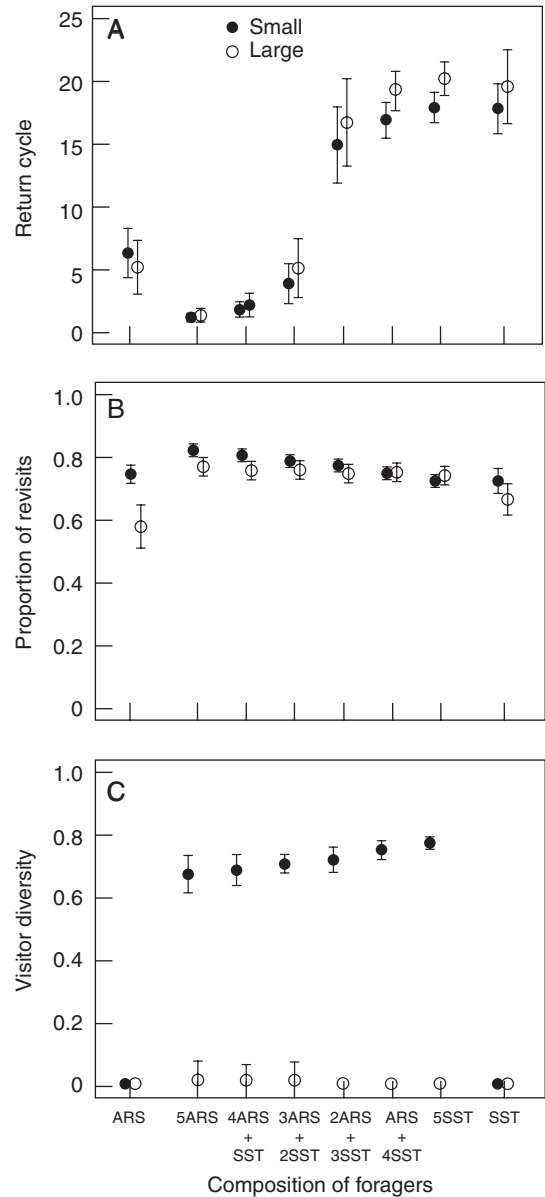 A
Small
Large
25
20
15
10
5
0
Return cycle
B
1.0
0.8
0.6
0.4
0.2
0
Proportion of revisits
C
1.0
0.8
0.6
0.4
0.2
0
Visitor diversity
ARS 5ARS 4ARS 3ARS 2ARS ARS 5SST SST
+ + + +
SST 2SST 3SST 4SST
Composition of foragers